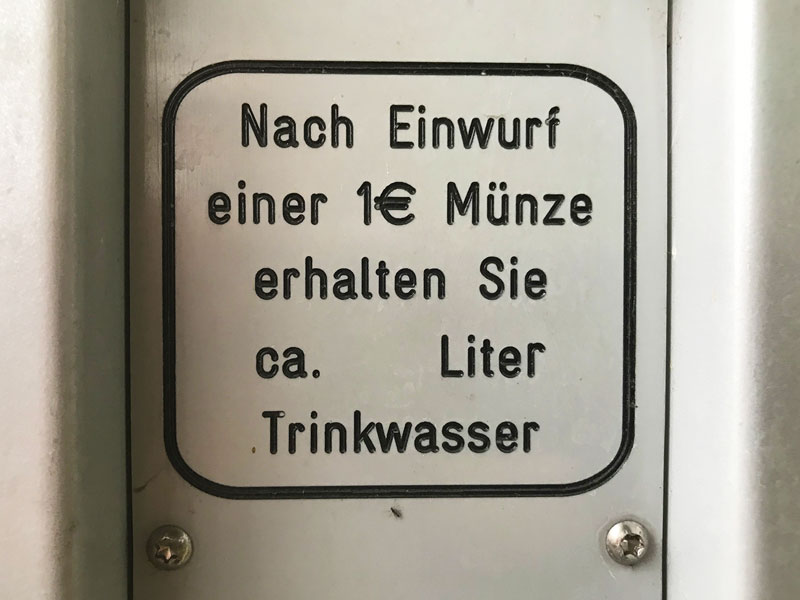 Nach Einwurf
einer 1€ Münze
erhalten Sie
ca. Liter
Trinkwasser